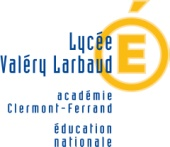 Lycée
Valéry Larbaud
É
académie
Clermont-Ferrand
éducation
nationale